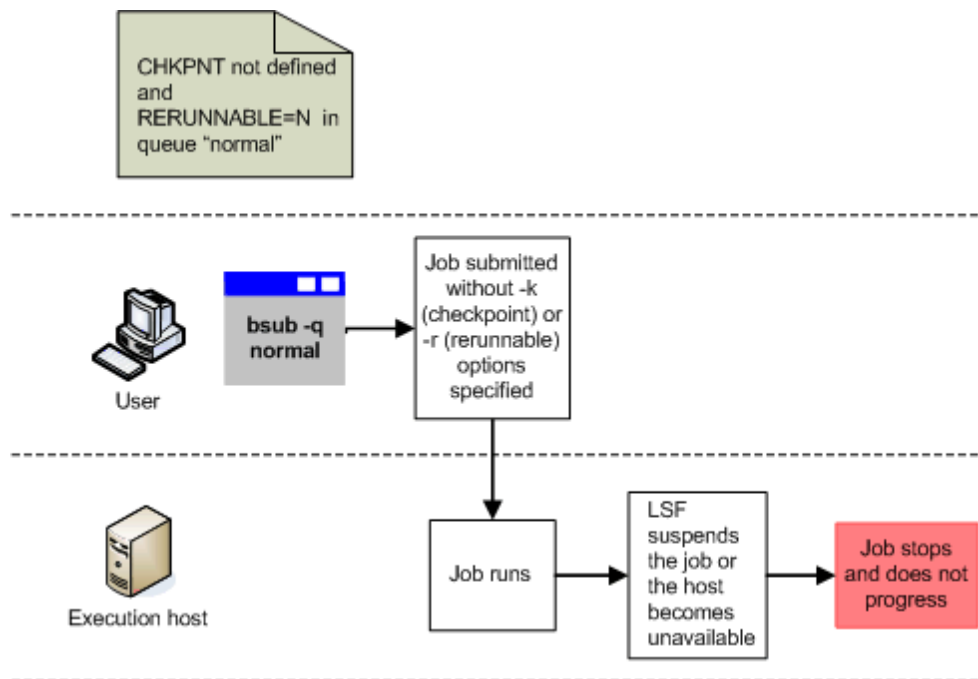 CHKPNT not defined
and
RERUNNABLE=N in
queue “normal”
bsub -q
normal
Job submitted
without -k
(checkpoint) or
-r (rerunnable)
options
specified
User
Job runs
LSF
suspends
the job or
the host
becomes
unavailable
Job stops
and does not
progress
Execution host